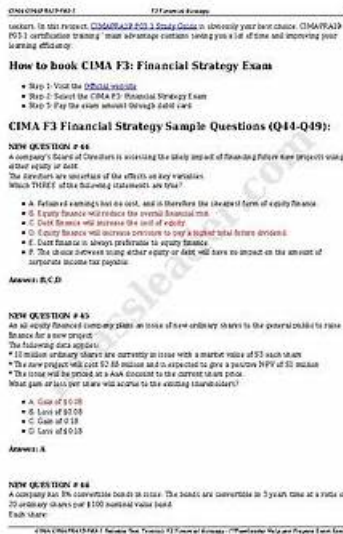 F3 Financial Strategy
seekers. In this respect, CIMAPRA19-F03-1 Study Guide is obviously your best choice. CIMAPRA19-
F03-1 certification training ' main advantage contains saving you a lot of time and improving your
learning efficiency.
How to book CIMA F3: Financial Strategy Exam
Step 1: Visit the Official website
Step 2: Select the CIMA F3: Financial Strategy Exam
Step 3: Pay the exam amount through debit card
CIMA F3 Financial Strategy Sample Questions (Q44-Q49):
NEW QUESTION # 44
A company's Board of Directors is assessing the likely impact of financing future new projects using
either equity or debt.
The directors are uncertain of the effects on key variables.
Which THREE of the following statements are true?
A. Retained earnings has no cost, and is therefore the cheapest form of equity finance.
B. Equity finance will reduce the overall financial risk.
C. Debt finance will increase the cost of equity.
D. Equity finance will increase pressure to pay a higher total future dividend.
E. Debt finance is always preferable to equity finance.
F. The choice between using either equity or debt will have no impact on the amount of
corporate income tax payable.
Answer: B,C,D
NEW QUESTION # 45
An all equity financed company plans an issue of new ordinary shares to the general public to raise
finance for a new project.
The following data applies:
* 10 million ordinary shares are currently in issue with a market value of $3 each share
* The new project will cost $2.88 million and is expected to give a positive NPV of $1 million
* The issue will be priced at a discount to the current share price.
What gain or loss per share will accrue to the existing shareholders?
A. Gain of $0.08
B. Loss of $0.08
C. Gain of 0.18
D. Loss of $0.18
Answer: A
NEW QUESTION # 46
A company has 8% convertible bonds in issue. The bonds are convertible in 3 years time at a ratio of
20 ordinary shares per $100 nominal value bond.
Each share: